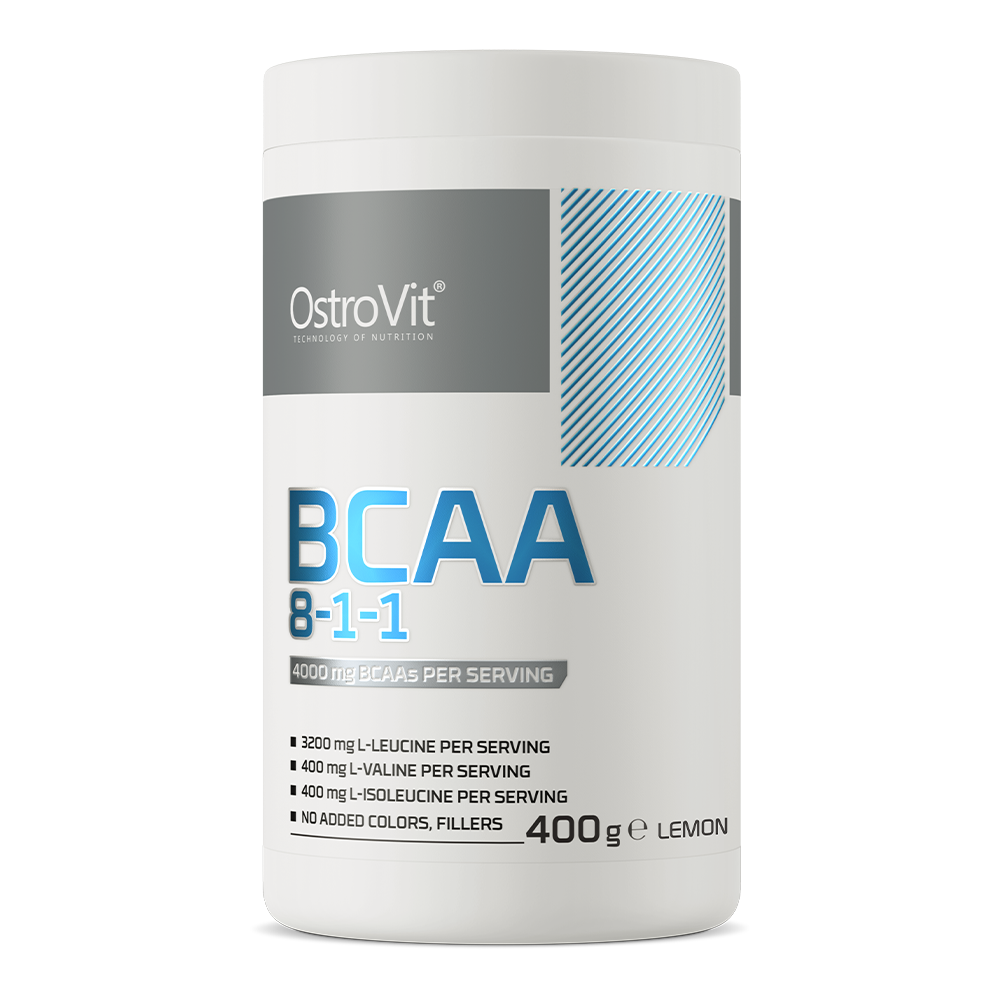 OstroVit®
TECHNOLOGY OF NUTRITION
BCAA
8-1-1
4000 mg BCAAs PER SERVING
3200 mg L-LEUCINE PER SERVING
400 mg L-VALINE PER SERVING
400 mg L-ISOLEUCINE PER SERVING
NO ADDED COLORS, FILLERS
400 g ℮ LEMON